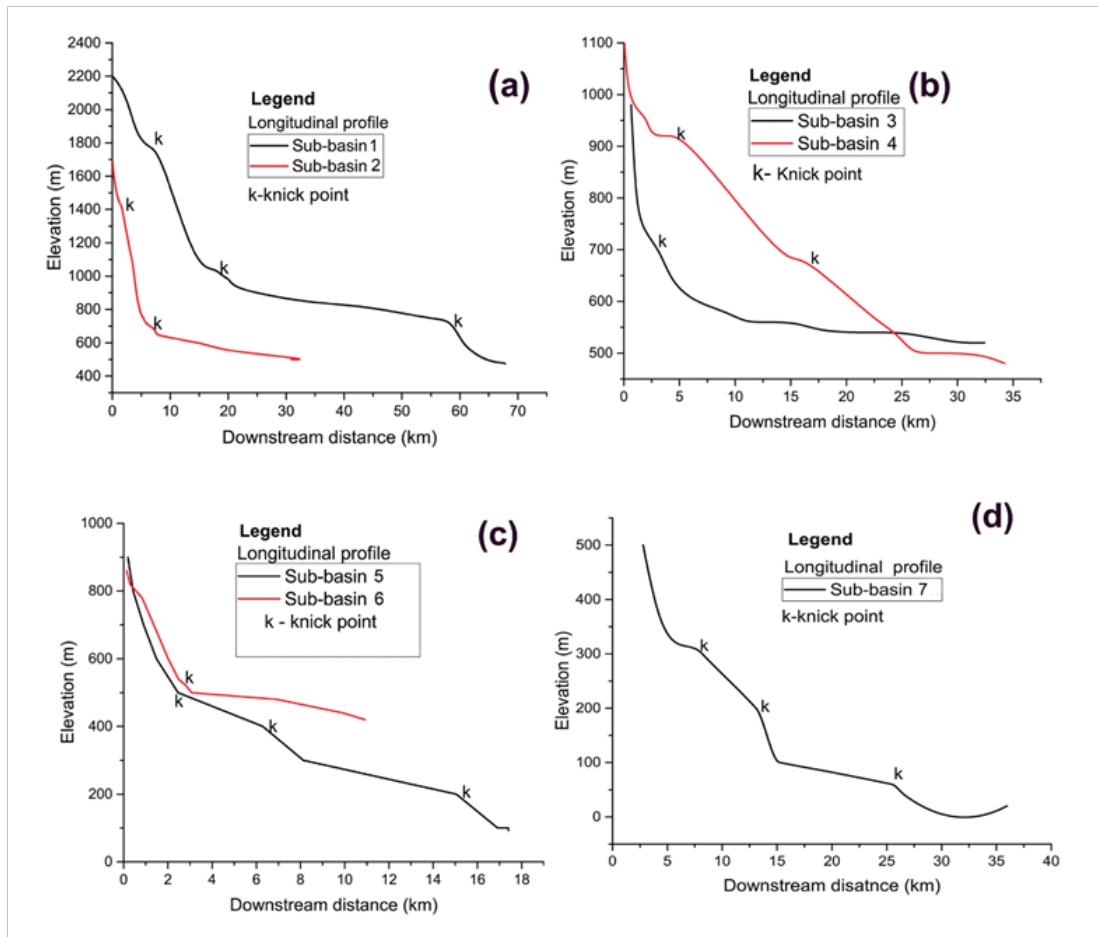 (a)
2400
2200
2000
1800
1600
1400
1200
1000
800
600
400
Elevation (m)
Legend
Longitudinal profile
Sub-basin 1
Sub-basin 2
k-knick point
k
k
k
k
k
0 10 20 30 40 50 60 70
Downstream distance (km)
(b)
1100
1000
900
800
700
600
500
Elevation (m)
Legend
Longitudinal profile
Sub-basin 3
Sub-basin 4
k- Knick point
k
k
k
0 5 10 15 20 25 30 35
Downstream distance (km)
(c)
1000
800
600
400
200
0
Elevation (m)
Legend
Longitudinal profile
Sub-basin 5
Sub-basin 6
k - knick point
k
k
k
k
0 2 4 6 8 10 12 14 16 18
Downstream distance (km)
(d)
500
400
300
200
100
0
Elevation (m)
Legend
Longitudinal profile
Sub-basin 7
k-knick point
k
k
k
0 5 10 15 20 25 30 35 40
Downstream disatnce (km)